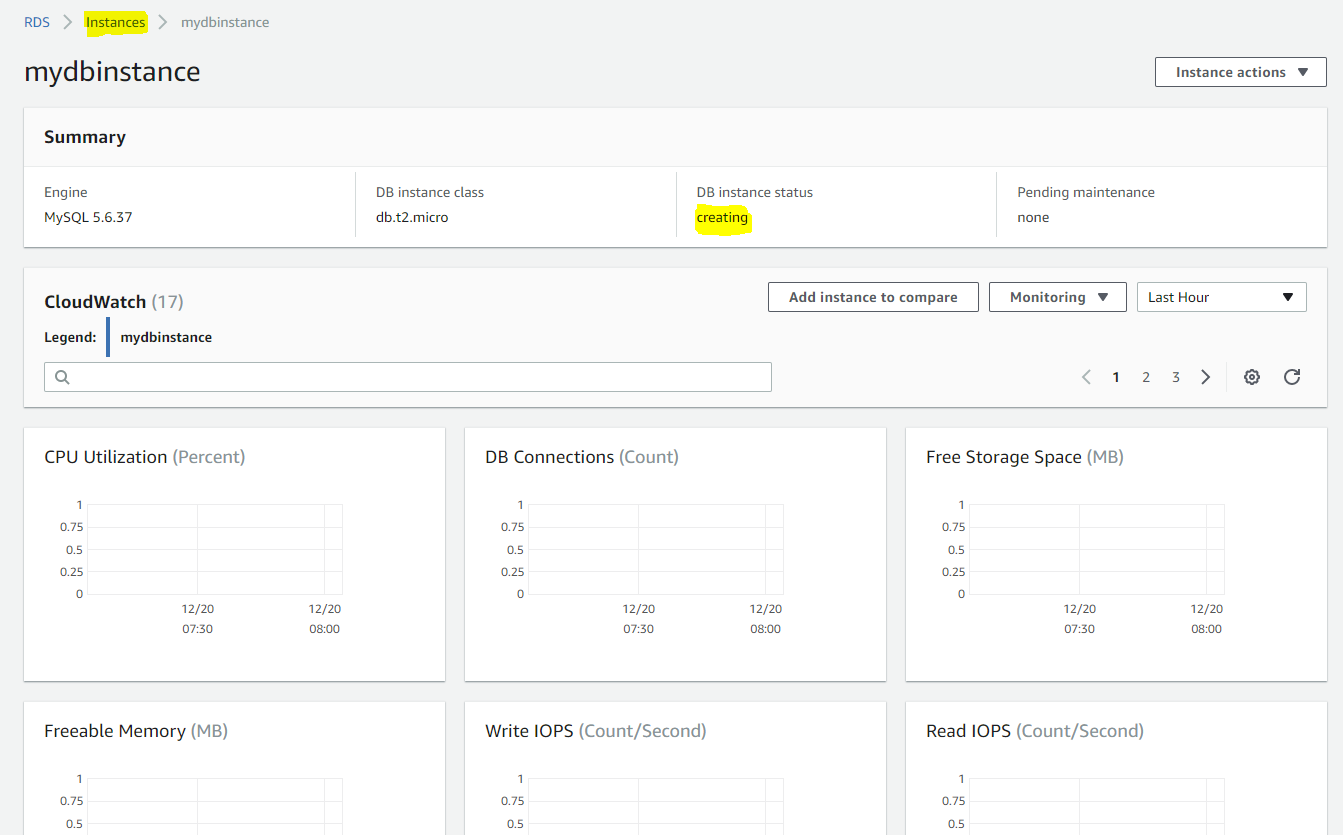 RDS > Instances > mydbinstance
mydbinstance
Instance actions
Summary
Engine DB instance class DB instance status Pending maintenance
MySQL 5.6.37 db.t2.micro creating none
CloudWatch (17) Add instance to compare Monitoring Last Hour
Legend: mydbinstance
1 2 3
CPU Utilization (Percent) DB Connections (Count) Free Storage Space (MB)
1 1 1
0.75 0.75 0.75
0.5 0.5 0.5
0.25 0.25 0.25
0 0 0
12/20 12/20 12/20 12/20 12/20 12/20
07:30 08:00 07:30 08:00 07:30 08:00
Freeable Memory (MB) Write IOPS (Count/Second) Read IOPS (Count/Second)
1 1 1
0.75 0.75 0.75
0.5 0.5 0.5